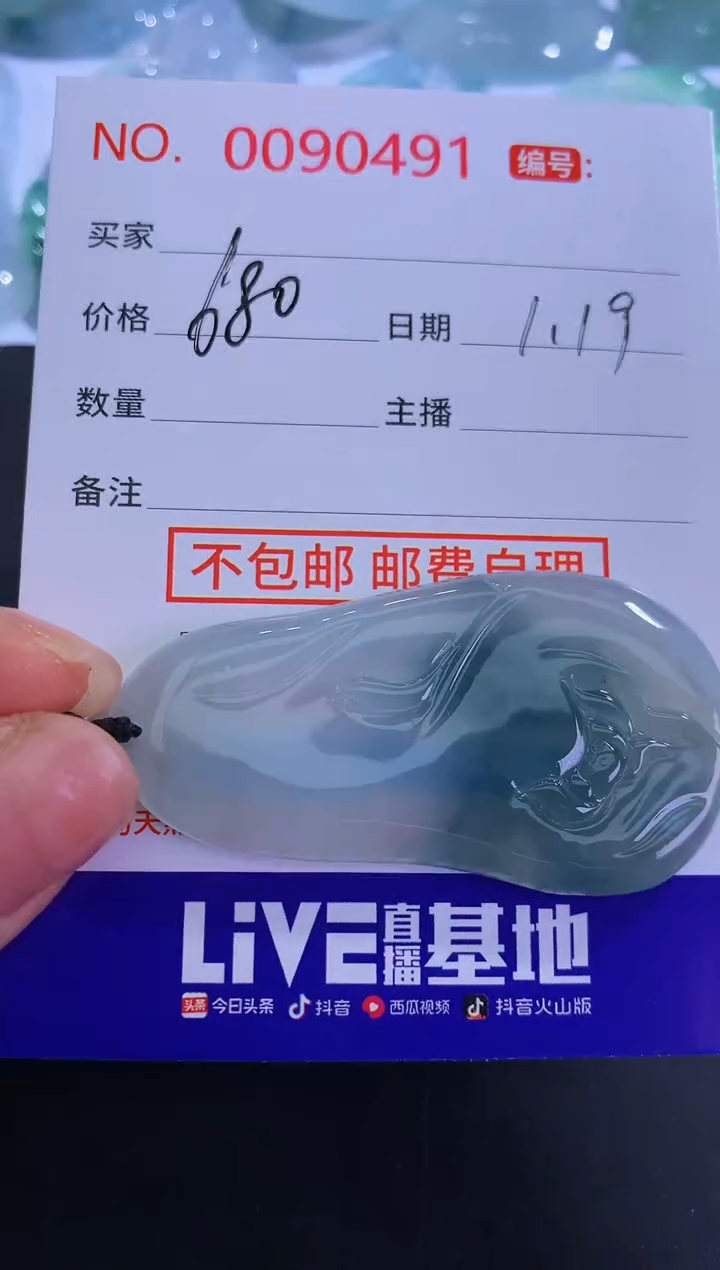 NO. 0090491 编号:
买家
价格 680 日期 1.19
数量 主播
备注
不包邮 邮费自理
LiVE直播基地
头条 今日头条 抖音 西瓜视频 抖音火山版